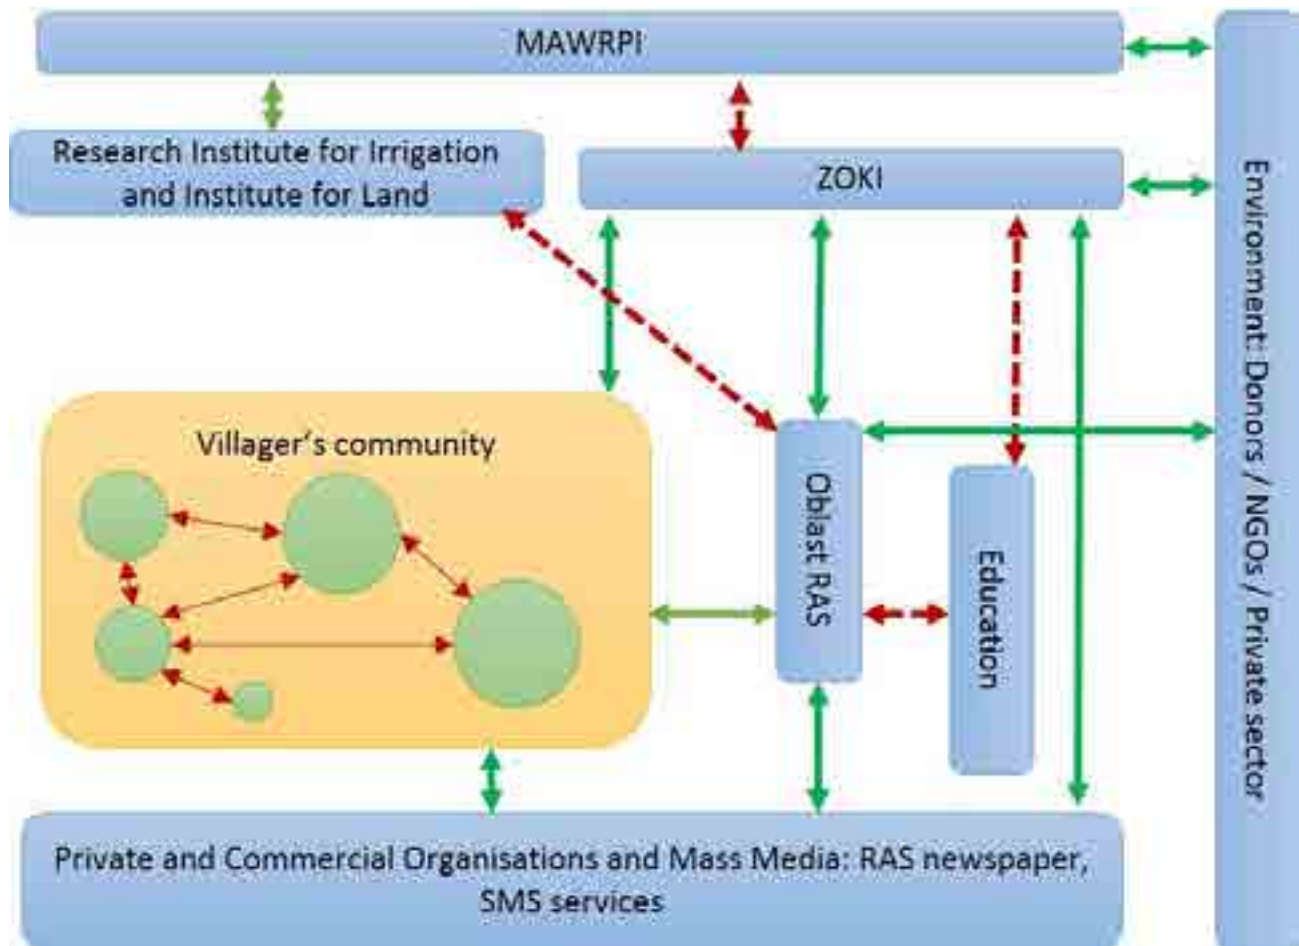 MAWRPI
Research Institute for Irrigation
and Institute for Land
ZOKI
Environment: Donors / NGOs / Private sector
Villager's community
Oblast RAS
Education
Private and Commercial Organisations and Mass Media: RAS newspaper,
SMS services